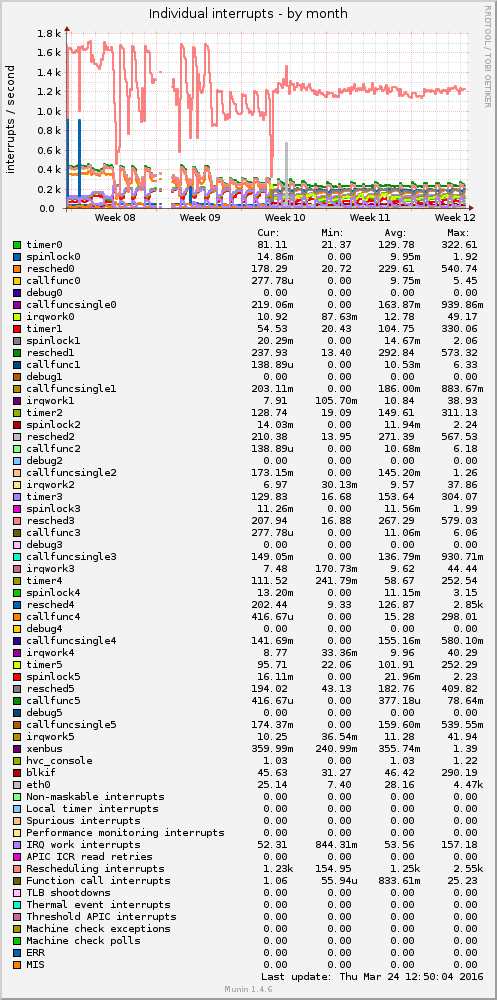 Individual interrupts - by month
RRDTOOL / TOBI OETIKER
interrupts / second
1.8 k
1.6 k
1.4 k
1.2 k
1.0 k
0.8 k
0.6 k
0.4 k
0.2 k
0.0
Week 08 Week 09 Week 10 Week 11 Week 12
Cur: Min: Avg: Max:
timer0 81.11 21.37 129.78 322.61
spinlock0 14.86m 0.00 9.95m 1.92
resched0 178.29 20.72 229.61 540.74
callfunc0 277.78u 0.00 9.75m 5.45
debug0 0.00 0.00 0.00 0.00
callfuncsingle0 219.06m 0.00 163.87m 939.86m
irqwork0 10.92 87.63m 12.78 49.17
timer1 54.53 20.43 104.75 330.06
spinlock1 20.29m 0.00 14.67m 2.06
resched1 237.93 13.40 292.84 573.32
callfunc1 138.89u 0.00 10.53m 6.33
debug1 0.00 0.00 0.00 0.00
callfuncsingle1 203.11m 0.00 186.00m 883.67m
irqwork1 7.91 105.70m 10.84 38.93
timer2 128.74 19.09 149.61 311.13
spinlock2 14.03m 0.00 11.94m 2.24
resched2 210.38 13.95 271.39 567.53
callfunc2 138.89u 0.00 10.68m 6.18
debug2 0.00 0.00 0.00 0.00
callfuncsingle2 173.15m 0.00 145.20m 1.26
irqwork2 6.97 30.13m 9.57 37.86
timer3 129.83 16.68 153.64 304.07
spinlock3 11.26m 0.00 11.56m 1.99
resched3 207.94 16.88 267.29 579.03
callfunc3 277.78u 0.00 11.06m 6.06
debug3 0.00 0.00 0.00 0.00
callfuncsingle3 149.05m 0.00 136.79m 930.71m
irqwork3 7.48 170.73m 9.62 44.44
timer4 111.52 241.79m 58.67 252.54
spinlock4 13.20m 0.00 11.15m 3.15
resched4 202.44 9.33 126.87 2.85k
callfunc4 416.67u 0.00 15.28 298.01
debug4 0.00 0.00 0.00 0.00
callfuncsingle4 141.69m 0.00 155.16m 580.10m
irqwork4 8.77 33.36m 9.96 40.29
timer5 95.71 22.06 101.91 252.29
spinlock5 16.11m 0.00 21.96m 2.23
resched5 194.02 43.13 182.76 409.82
callfunc5 416.67u 0.00 377.18u 78.64m
debug5 0.00 0.00 0.00 0.00
callfuncsingle5 174.37m 0.00 159.60m 539.55m
irqwork5 10.25 36.54m 11.28 41.94
xenbus 359.99m 240.99m 355.74m 1.39
hvc_console 1.03 0.00 1.03 1.22
blkif 45.63 31.27 46.42 290.19
eth0 25.14 7.40 28.16 4.47k
Non-maskable interrupts 0.00 0.00 0.00 0.00
Local timer interrupts 0.00 0.00 0.00 0.00
Spurious interrupts 0.00 0.00 0.00 0.00
Performance monitoring interrupts 0.00 0.00 0.00 0.00
IRQ work interrupts 52.31 844.31m 53.56 157.18
APIC ICR read retries 0.00 0.00 0.00 0.00
Rescheduling interrupts 1.23k 154.95 1.25k 2.55k
Function call interrupts 1.06 55.94u 833.61m 25.23
TLB shootdowns 0.00 0.00 0.00 0.00
Thermal event interrupts 0.00 0.00 0.00 0.00
Threshold APIC interrupts 0.00 0.00 0.00 0.00
Machine check exceptions 0.00 0.00 0.00 0.00
Machine check polls 0.00 0.00 0.00 0.00
ERR 0.00 0.00 0.00 0.00
MIS 0.00 0.00 0.00 0.00
Last update: Thu Mar 24 12:50:04 2016
Munin 1.4.6